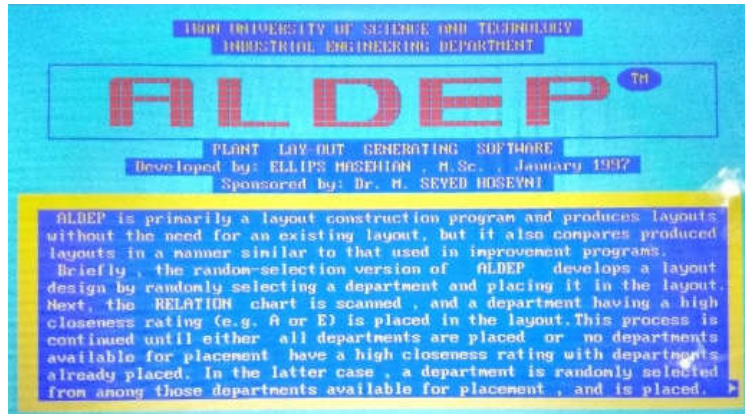 IRAN UNIVERSITY OF SCIENCE AND TECHNOLOGY
INDUSTRIAL ENGINEERING DEPARTMENT
ALDEP TM
PLANT LAY-OUT GENERATING SOFTWARE
Developed by: ELLIPS MASEHIAN , M.Sc. , January 1997
Sponsored by: Dr. M. SEYED HOSEYNI
ALDEP is primarily a layout construction program and produces layouts
without the need for an existing layout, but it also compares produced
layouts in a manner similar to that used in improvement programs.
Briefly , the random-selection version of ALDEP develops a layout
design by randomly selecting a department and placing it in the layout.
Next, the RELATION chart is scanned , and a department having a high
closeness rating (e.g. A or E) is placed in the layout.This process is
continued until either all departments are placed or no departments
available for placement have a high closeness rating with departments
already placed. In the latter case , a department is randomly selected
from among those departments available for placement , and is placed.